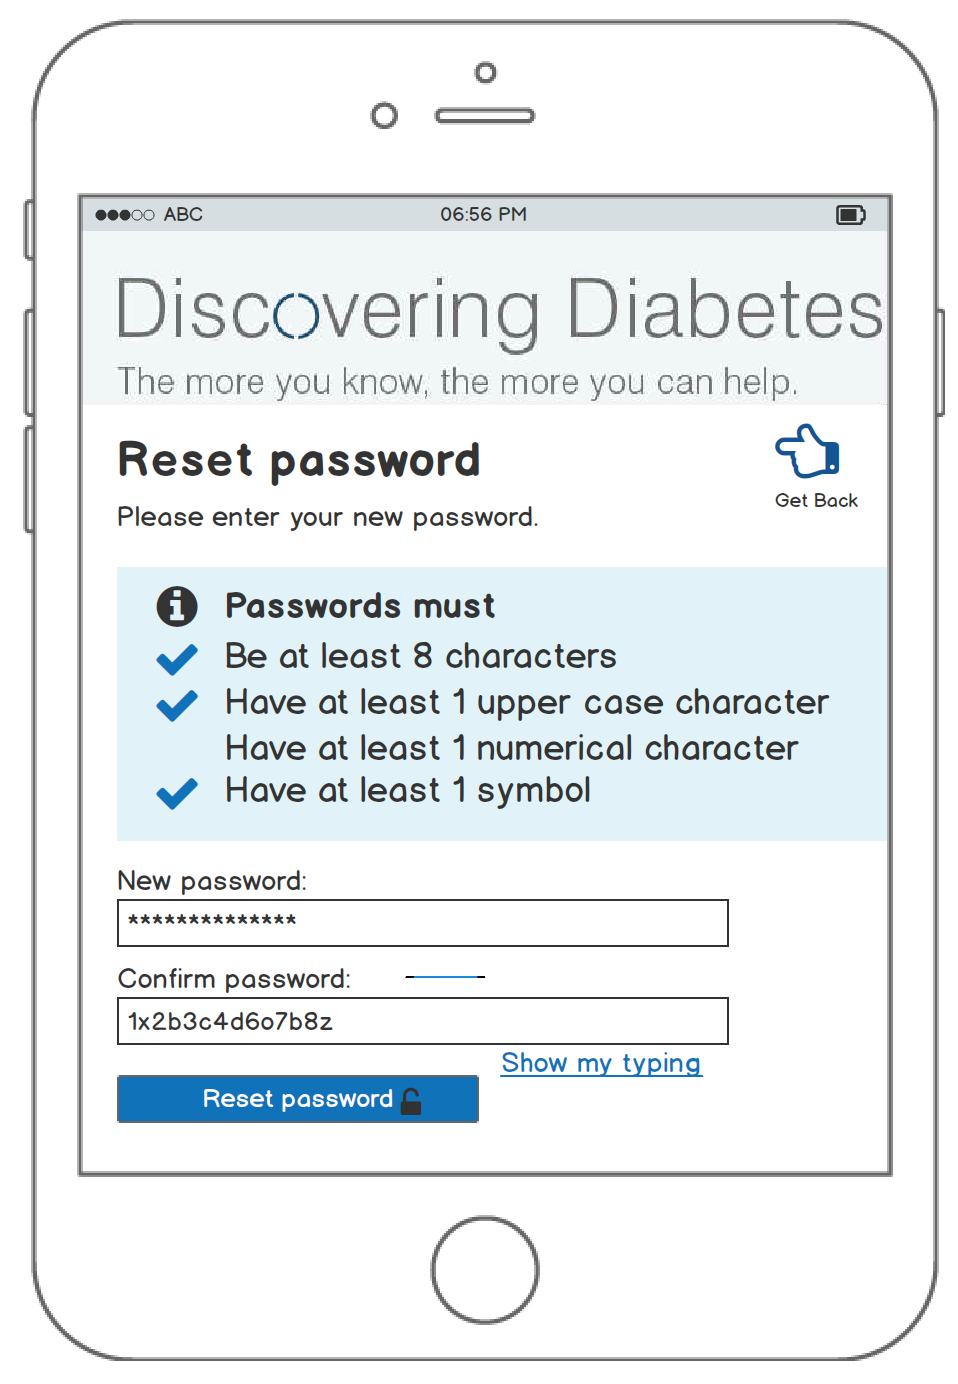 ABC 06:56 PM
Discovering Diabetes
The more you know, the more you can help.
Reset password
Get Back
Please enter your new password.
Passwords must
Be at least 8 characters
Have at least 1 upper case character
Have at least 1 numerical character
Have at least 1 symbol
New password:
**************
Confirm password:
1x2b3c4d6o7b8z
Show my typing
Reset password